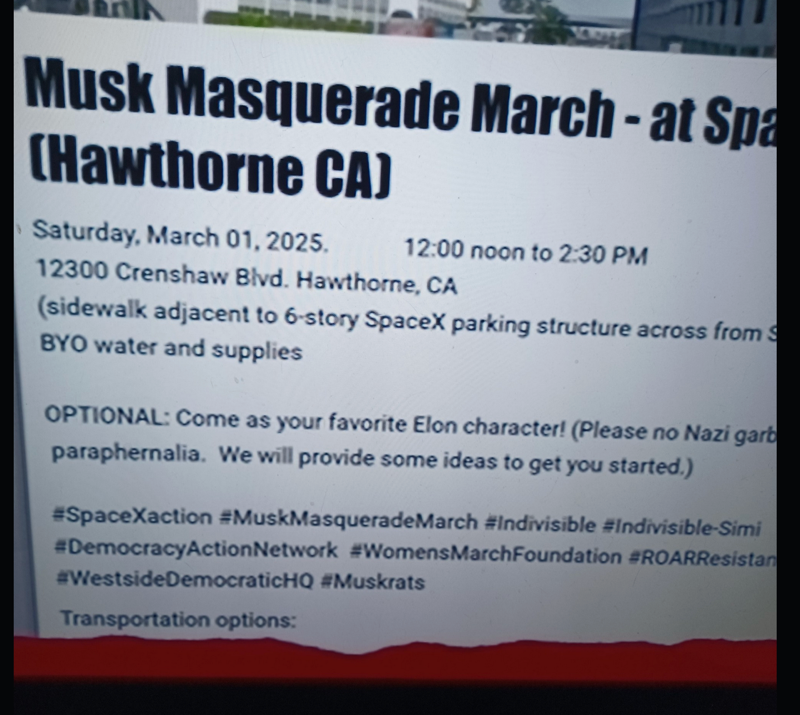 Musk Masquerade March - at Spa
(Hawthorne CA)
Saturday, March 01, 2025. 12:00 noon to 2:30 PM
12300 Crenshaw Blvd. Hawthorne, CA
(sidewalk adjacent to 6-story SpaceX parking structure across from S
BYO water and supplies
OPTIONAL: Come as your favorite Elon character! (Please no Nazi garb
paraphernalia. We will provide some ideas to get you started.)
#SpaceXaction #MuskMasqueradeMarch #Indivisible #Indivisible-Simi
#DemocracyActionNetwork #WomensMarchFoundation #ROARResistan
#WestsideDemocraticHQ #Muskrats
Transportation options: